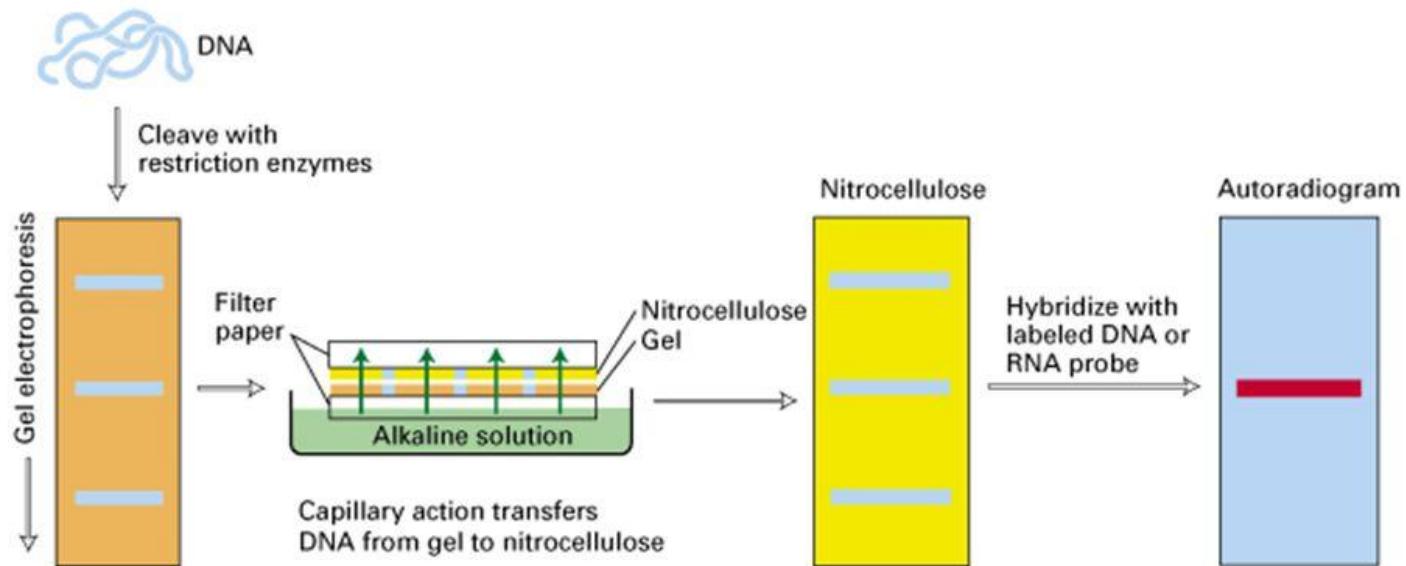 DNA
Cleave with
restriction enzymes
Gel electrophoresis
Filter
paper
Nitrocellulose
Gel
Alkaline solution
Capillary action transfers
DNA from gel to nitrocellulose
Nitrocellulose
Hybridize with
labeled DNA or
RNA probe
Autoradiogram